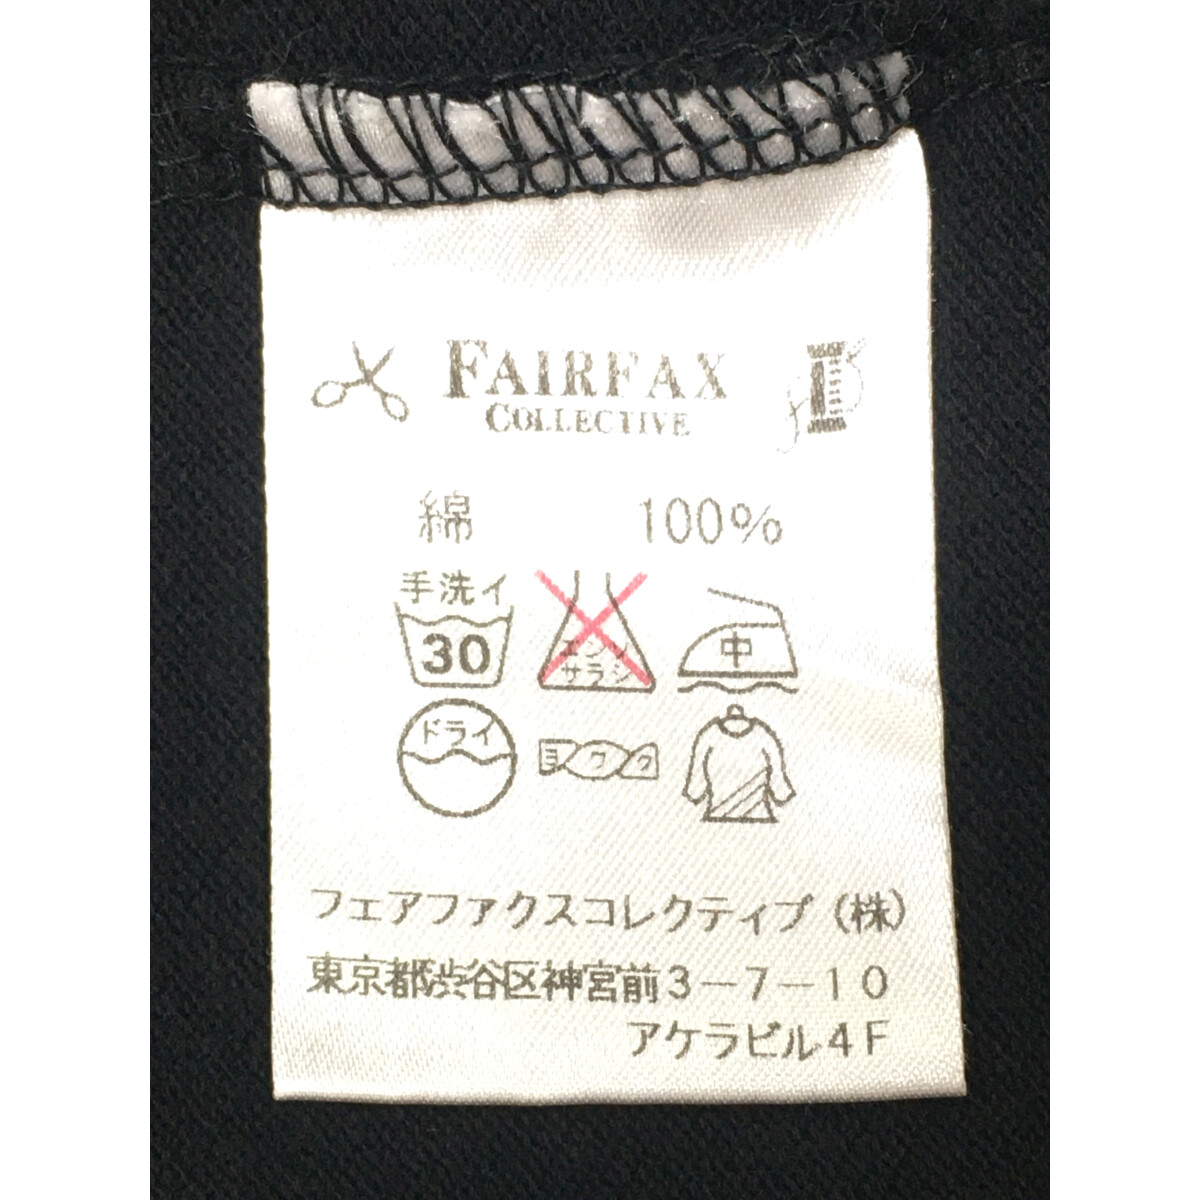 FAIRFAX
COLLECTIVE
綿 100%
手洗イ
30
エンソ
サラシ
中
ドライ
ヨワク
フェアファクスコレクティブ（株）
東京都渋谷区神宮前3－7－10
アケラビル4F